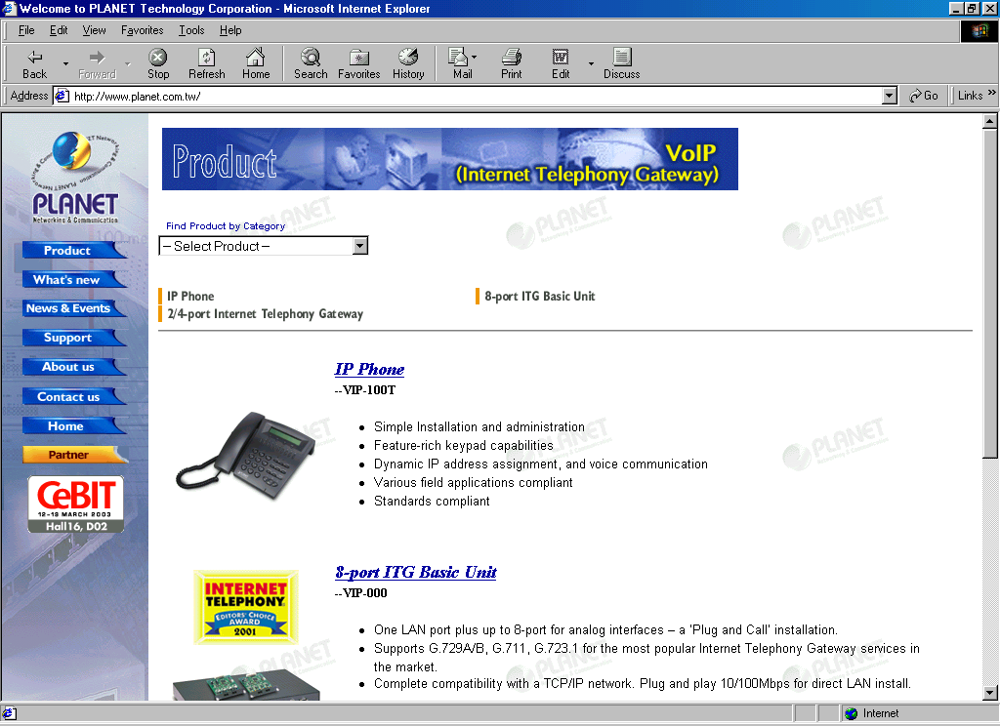 Welcome to PLANET Technology Corporation - Microsoft Internet Explorer
File Edit View Favorites Tools Help
Back Forward Stop Refresh Home Search Favorites History Mail Print Edit Discuss
Address http://www.planet.com.tw/ Go Links »
PLANET
Networking & Communication
Product
What's new
News & Events
Support
About us
Contact us
Home
Partner
CeBIT
12-19 MARCH 2003
Hall16, D02
Product
VoIP
(Internet Telephony Gateway)
Find Product by Category
-- Select Product --
IP Phone
8-port ITG Basic Unit
2/4-port Internet Telephony Gateway
IP Phone
--VIP-100T
• Simple Installation and administration
• Feature-rich keypad capabilities
• Dynamic IP address assignment, and voice communication
• Various field applications compliant
• Standards compliant
INTERNET
TELEPHONY
EDITORS' CHOICE
AWARD
2001
8-port ITG Basic Unit
--VIP-000
• One LAN port plus up to 8-port for analog interfaces – a 'Plug and Call' installation.
• Supports G.729A/B, G.711, G.723.1 for the most popular Internet Telephony Gateway services in
the market.
• Complete compatibility with a TCP/IP network. Plug and play 10/100Mbps for direct LAN install.
Internet